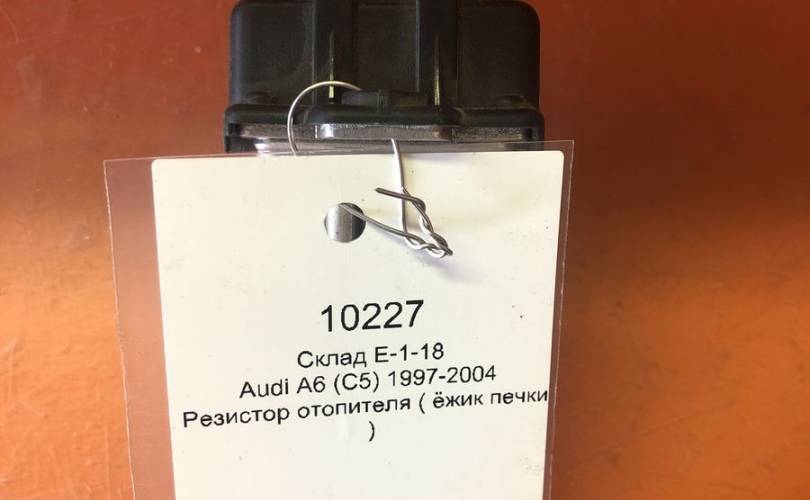 10227
Склад E-1-18
Audi A6 (C5) 1997-2004
Резистор отопителя ( ёжик печки
)